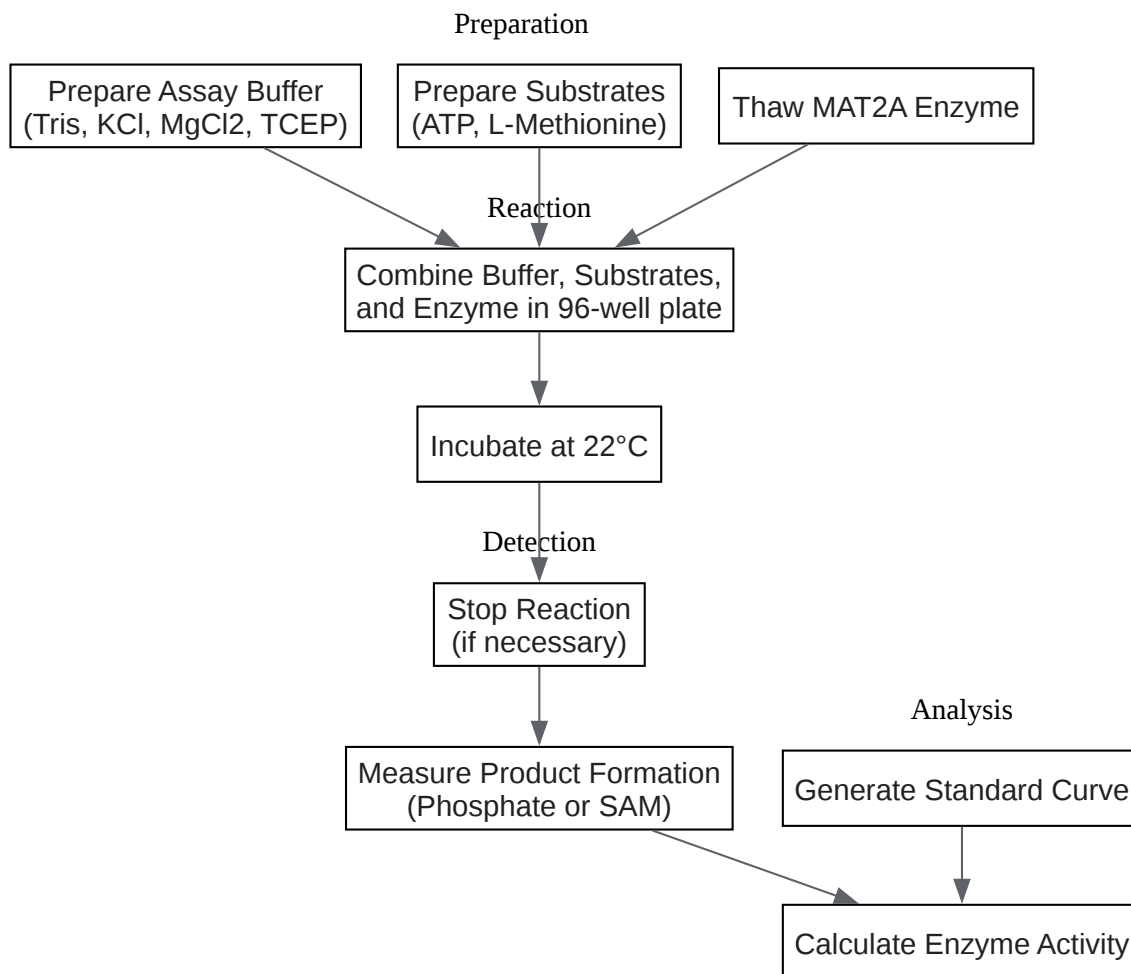 Preparation
Prepare Assay Buffer
(Tris, KCl, MgCl2, TCEP)
Prepare Substrates
(ATP, L-Methionine)
Thaw MAT2A Enzyme
Reaction
Combine Buffer, Substrates,
and Enzyme in 96-well plate
Incubate at 22°C
Detection
Stop Reaction
(if necessary)
Measure Product Formation
(Phosphate or SAM)
Analysis
Generate Standard Curve
Calculate Enzyme Activity